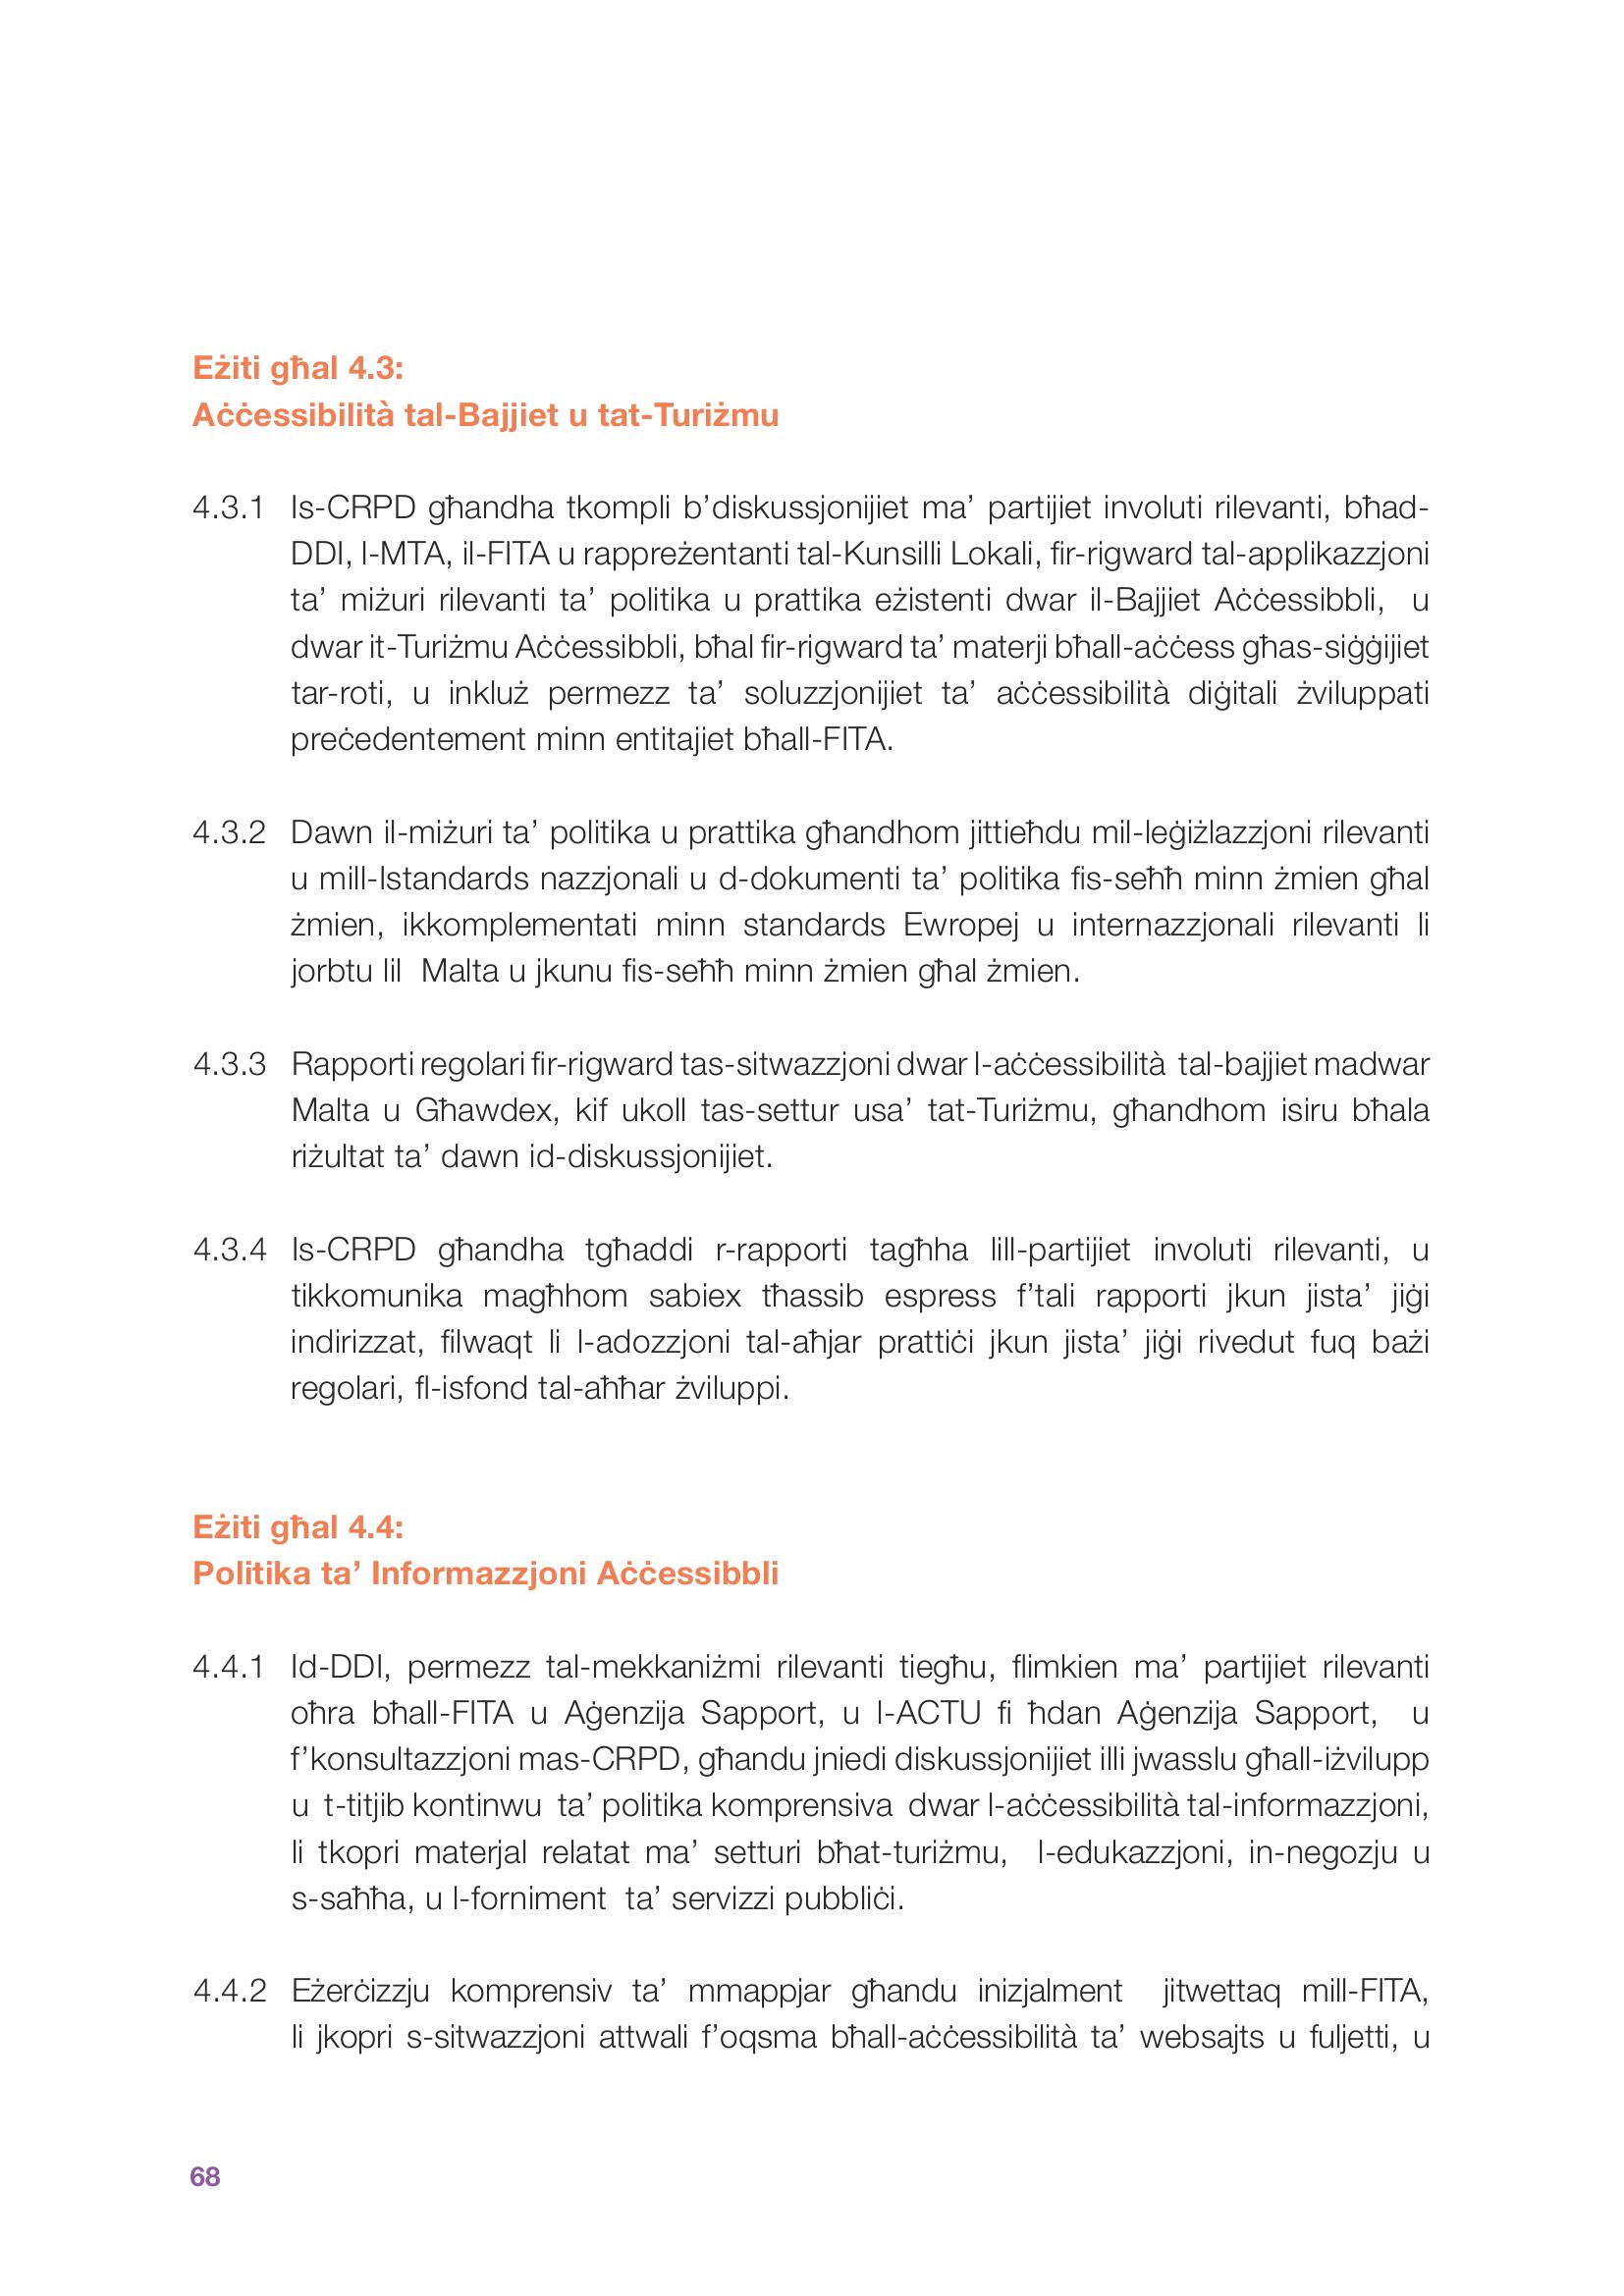 Eżiti għal 4.3:
Aċċessibilità tal-Bajjiet u tat-Turiżmu
4.3.1 Is-CRPD għandha tkompli b’diskussjonijiet ma’ partijiet involuti rilevanti, bħad-
DDI, l-MTA, il-FITA u rappreżentanti tal-Kunsilli Lokali, fir-rigward tal-applikazzjoni
ta’ miżuri rilevanti ta’ politika u prattika eżistenti dwar il-Bajjiet Aċċessibbli, u
dwar it-Turiżmu Aċċessibbli, bħal fir-rigward ta’ materji bħall-aċċess għas-siġġijiet
tar-roti, u inkluż permezz ta’ soluzzjonijiet ta’ aċċessibilità diġitali żviluppati
preċedentement minn entitajiet bħall-FITA.
4.3.2 Dawn il-miżuri ta’ politika u prattika għandhom jittieħdu mil-leġiżlazzjoni rilevanti
u mill-Istandards nazzjonali u d-dokumenti ta’ politika fis-seħħ minn żmien għal
żmien, ikkomplementati minn standards Ewropej u internazzjonali rilevanti li
jorbtu lil Malta u jkunu fis-seħħ minn żmien għal żmien.
4.3.3 Rapporti regolari fir-rigward tas-sitwazzjoni dwar l-aċċessibilità tal-bajjiet madwar
Malta u Għawdex, kif ukoll tas-settur usa’ tat-Turiżmu, għandhom isiru bħala
riżultat ta’ dawn id-diskussjonijiet.
4.3.4 Is-CRPD għandha tgħaddi r-rapporti tagħha lill-partijiet involuti rilevanti, u
tikkomunika magħhom sabiex tħassib espress f’tali rapporti jkun jista’ jiġi
indirizzat, filwaqt li l-adozzjoni tal-aħjar prattiċi jkun jista’ jiġi rivedut fuq bażi
regolari, fl-isfond tal-aħħar żviluppi.
Eżiti għal 4.4:
Politika ta’ Informazzjoni Aċċessibbli
4.4.1 Id-DDI, permezz tal-mekkaniżmi rilevanti tiegħu, flimkien ma’ partijiet rilevanti
oħra bħall-FITA u Aġenzija Sapport, u l-ACTU fi ħdan Aġenzija Sapport, u
f’konsultazzjoni mas-CRPD, għandu jniedi diskussjonijiet illi jwasslu għall-iżvilupp
u t-titjib kontinwu ta’ politika komprensiva dwar l-aċċessibilità tal-informazzjoni,
li tkopri materjal relatat ma’ setturi bħat-turiżmu, l-edukazzjoni, in-negozju u
s-saħħa, u l-forniment ta’ servizzi pubbliċi.
4.4.2 Eżerċizzju komprensiv ta’ mmappjar għandu inizjalment jitwettaq mill-FITA,
li jkopri s-sitwazzjoni attwali f’oqsma bħall-aċċessibilità ta’ websajts u fuljetti, u
68